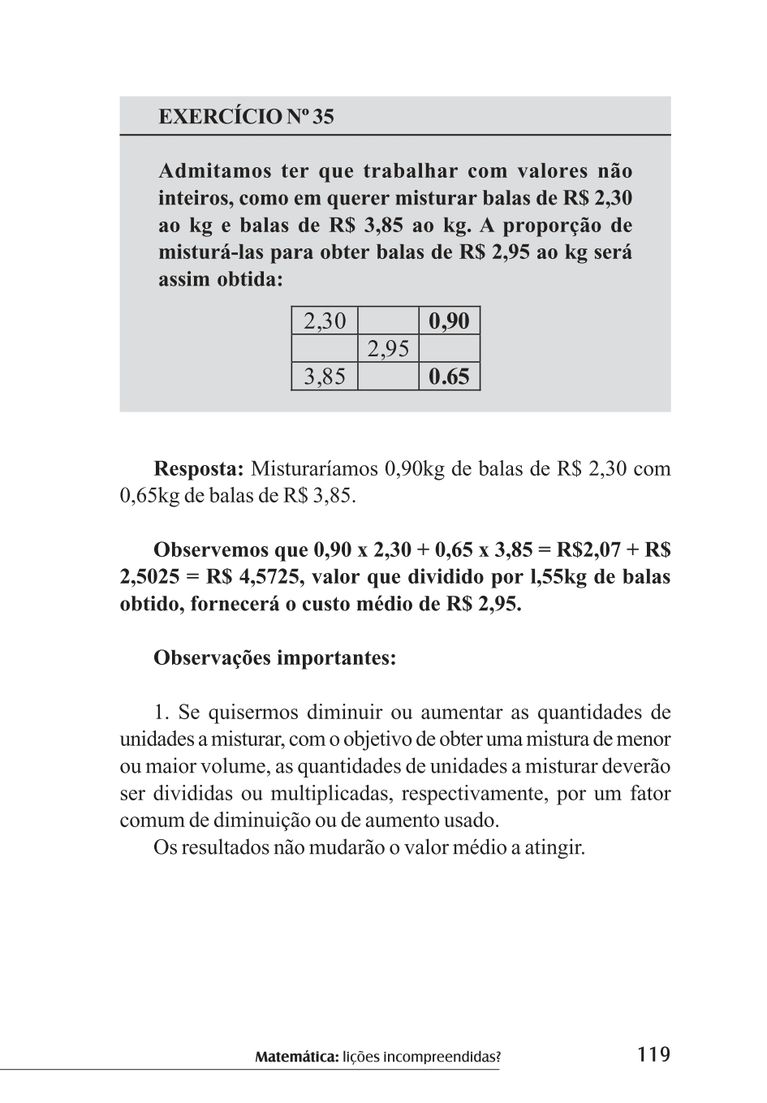 EXERCÍCIO Nº 35
Admitamos ter que trabalhar com valores não
inteiros, como em querer misturar balas de R$ 2,30
ao kg e balas de R$ 3,85 ao kg. A proporção de
misturá-las para obter balas de R$ 2,95 ao kg será
assim obtida:
2,30 0,90
2,95
3,85 0.65
Resposta: Misturaríamos 0,90kg de balas de R$ 2,30 com
0,65kg de balas de R$ 3,85.
Observemos que 0,90 x 2,30 + 0,65 x 3,85 = R$2,07 + R$
2,5025 = R$ 4,5725, valor que dividido por l,55kg de balas
obtido, fornecerá o custo médio de R$ 2,95.
Observações importantes:
1. Se quisermos diminuir ou aumentar as quantidades de
unidades a misturar, com o objetivo de obter uma mistura de menor
ou maior volume, as quantidades de unidades a misturar deverão
ser divididas ou multiplicadas, respectivamente, por um fator
comum de diminuição ou de aumento usado.
Os resultados não mudarão o valor médio a atingir.
Matemática: lições incompreendidas? 119